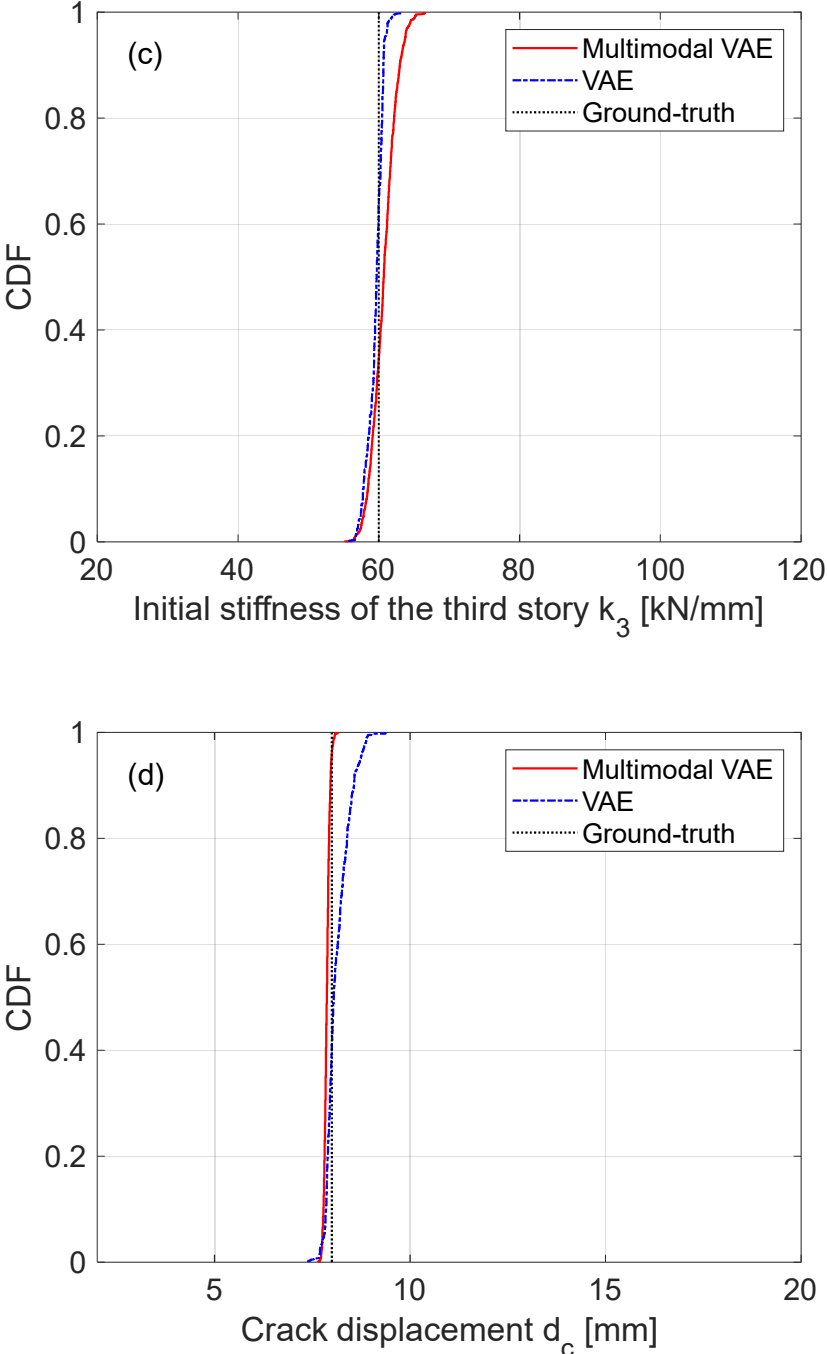 (c)
Multimodal VAE
VAE
Ground-truth
1
0.8
0.6
0.4
0.2
0
CDF
20 40 60 80 100 120
Initial stiffness of the third story k3 [kN/mm]
(d)
Multimodal VAE
VAE
Ground-truth
1
0.8
0.6
0.4
0.2
0
CDF
5 10 15 20
Crack displacement dc [mm]